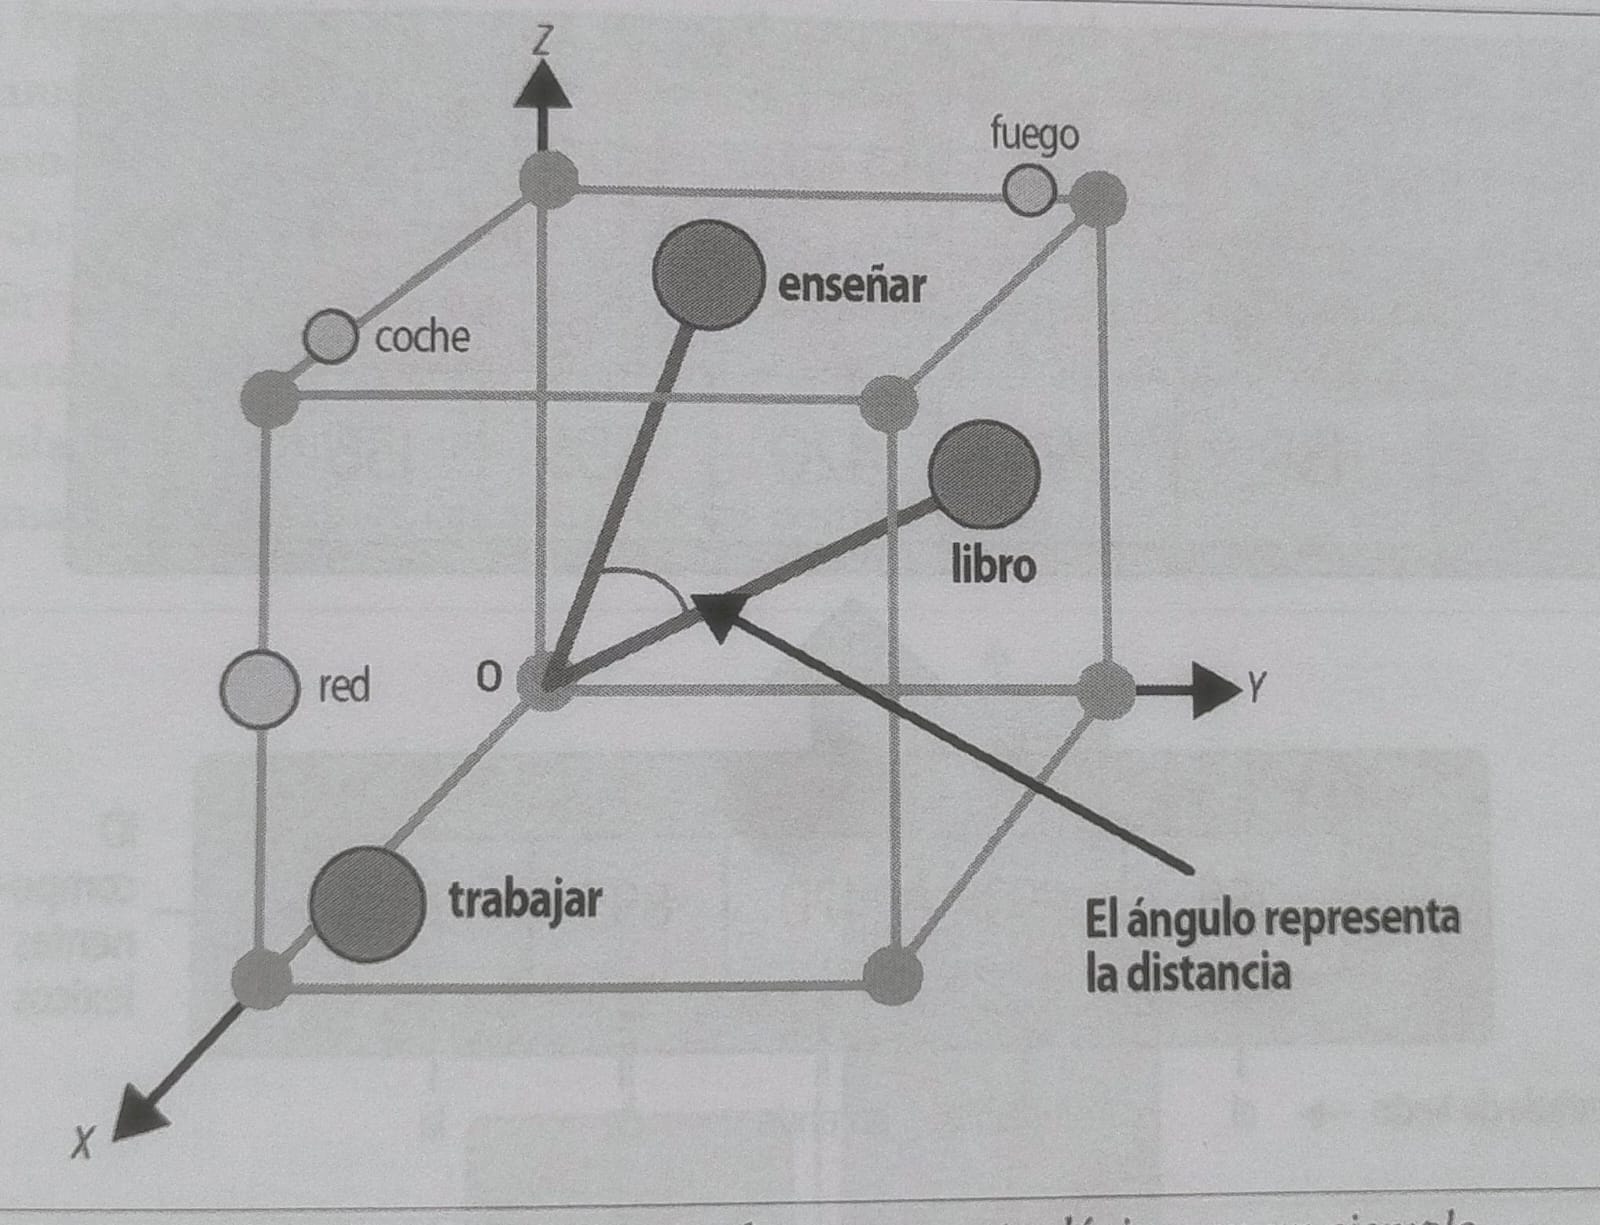 Z
fuego
enseñar
coche
libro
O
red
Y
trabajar
El ángulo representa
la distancia
X